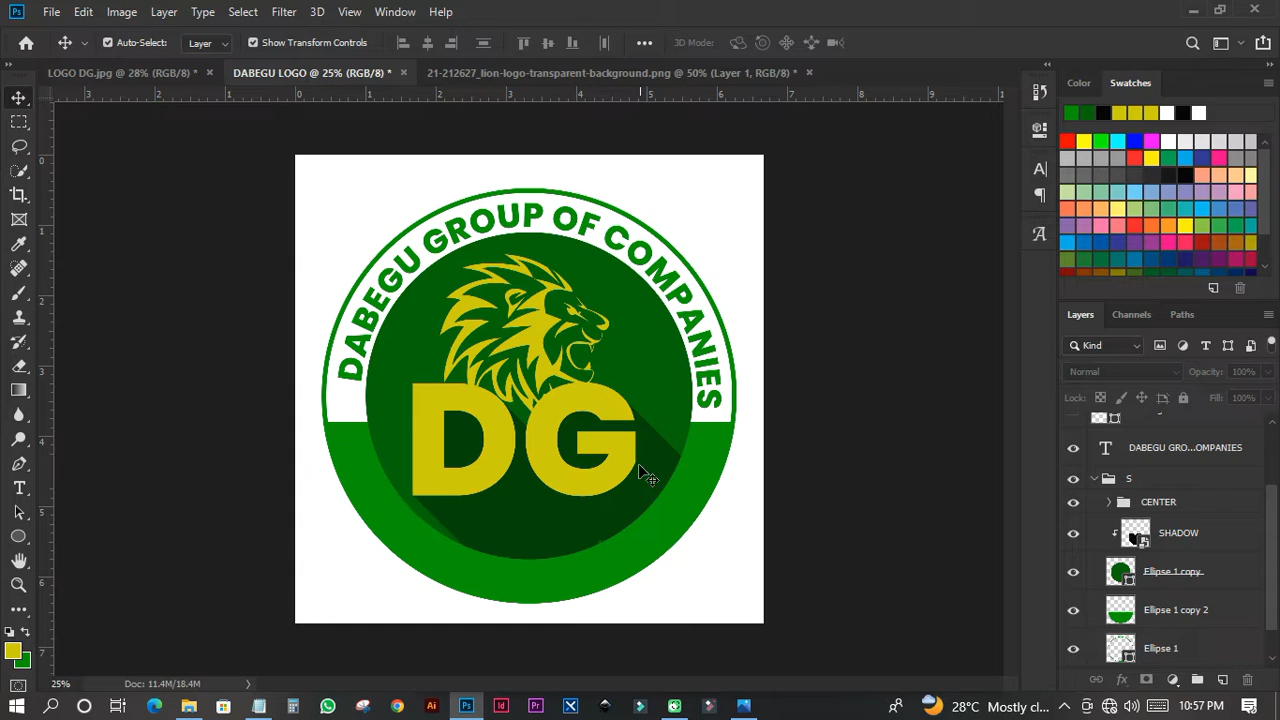 File Edit Image Layer Type Select Filter 3D View Window Help
Auto-Select: Layer Show Transform Controls 3D Mode:
LOGO DG.jpg @ 28% (RGB/8) * × DABEGU LOGO @ 25% (RGB/8) * × 21-212627_lion-logo-transparent-background.png @ 50% (Layer 1, RGB/8) * ×
Color Swatches
DABEGU GROUP OF COMPANIES
DG
Layers Channels Paths
Kind
Normal Opacity: 100%
Lock: Fill: 100%
DABEGU GRO...OMPANIES
S
CENTER
SHADOW
Ellipse 1 copy
Ellipse 1 copy 2
Ellipse 1
25% Doc: 11.4M/18.4M
28°C Mostly cl... 10:57 PM